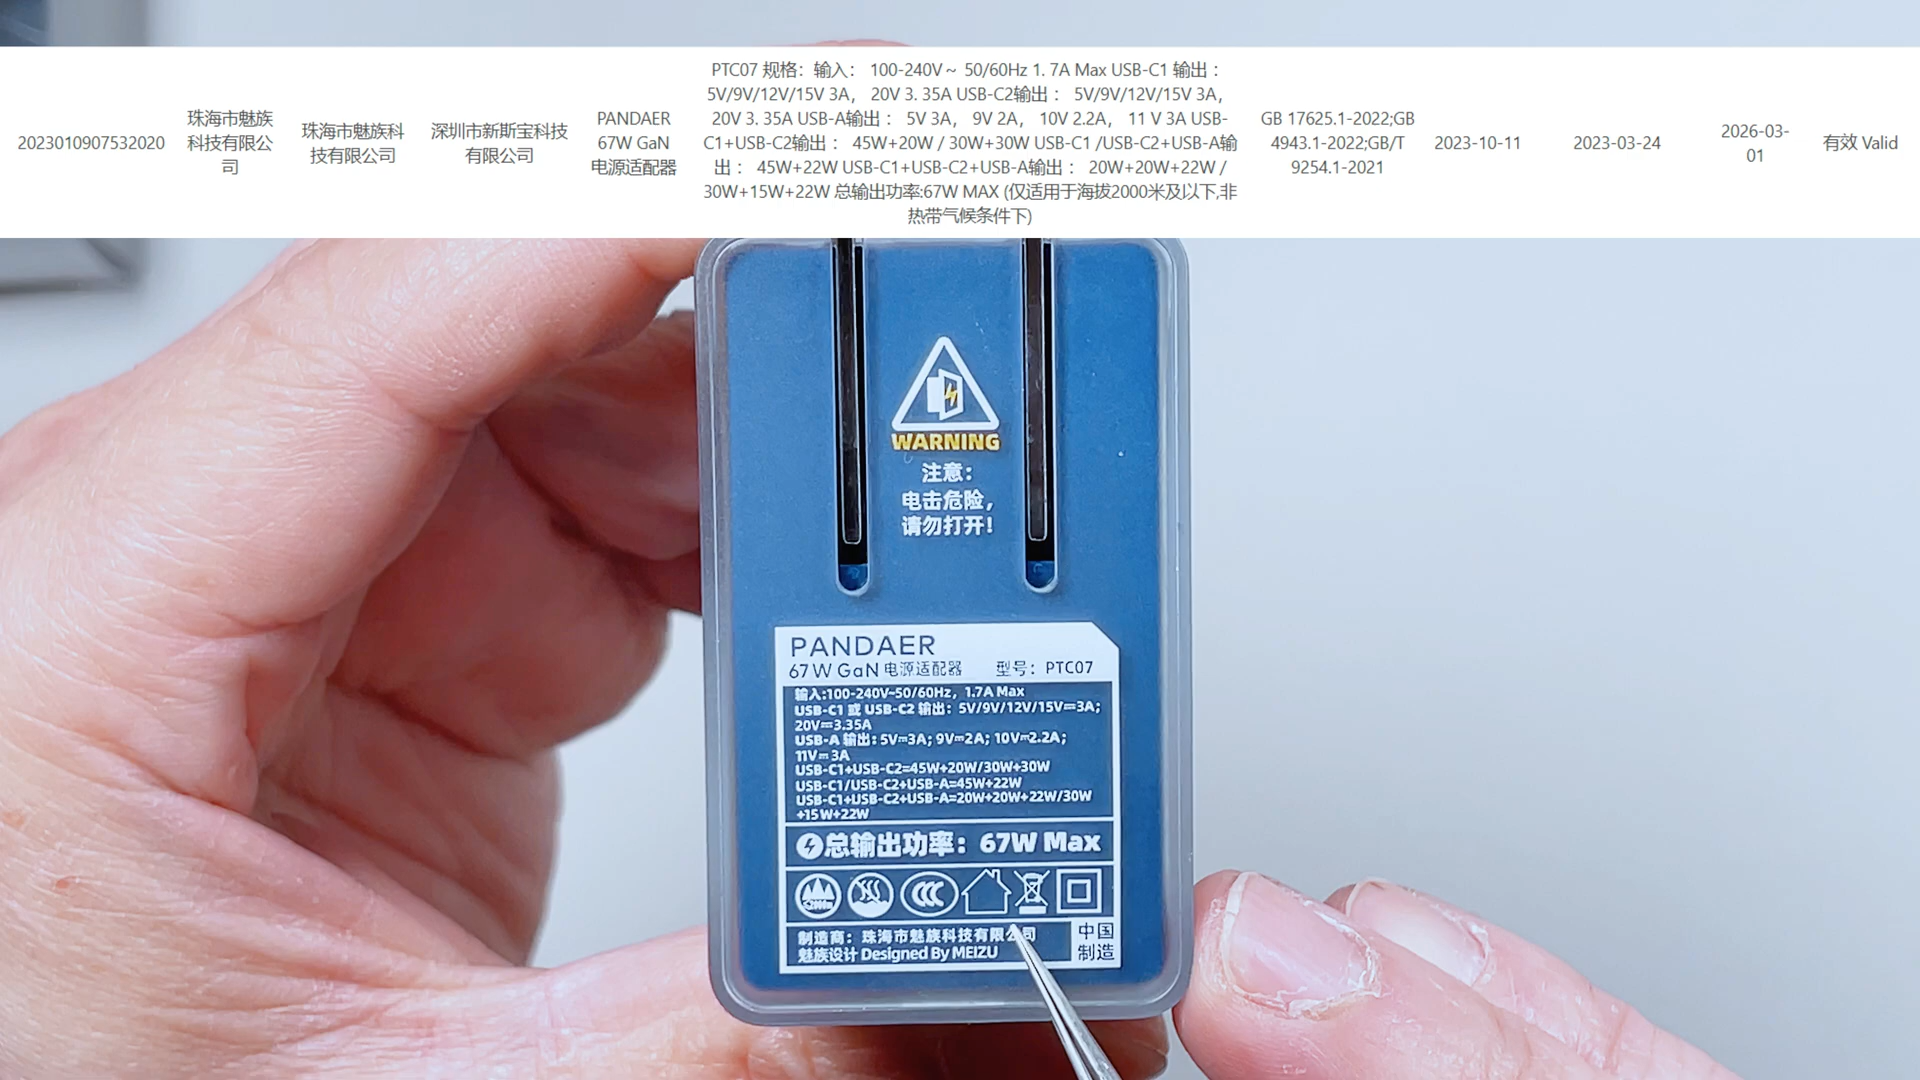 2023010907532020
珠海市魅族
科技有限公
司
珠海市魅族科
技有限公司
深圳市新斯宝科技
有限公司
PANDAER
67W GaN
电源适配器
PTC07 规格：输入： 100-240V～ 50/60Hz 1. 7A Max USB-C1 输出：
5V/9V/12V/15V 3A， 20V 3. 35A USB-C2输出： 5V/9V/12V/15V 3A，
20V 3. 35A USB-A输出： 5V 3A， 9V 2A， 10V 2.2A， 11 V 3A USB-
C1+USB-C2输出： 45W+20W / 30W+30W USB-C1 /USB-C2+USB-A输
出： 45W+22W USB-C1+USB-C2+USB-A输出： 20W+20W+22W /
30W+15W+22W 总输出功率:67W MAX (仅适用于海拔2000米及以下,非
热带气候条件下)
GB 17625.1-2022;GB
4943.1-2022;GB/T
9254.1-2021
2023-10-11
2023-03-24
2026-03-
01
有效 Valid
WARNING
注意：
电击危险，
请勿打开！
PANDAER
67W GaN 电源适配器 型号：PTC07
输入:100-240V~50/60Hz，1.7A Max
USB-C1 或 USB-C2 输出：5V/9V/12V/15V⎓3A；
20V⎓3.35A
USB-A 输出：5V⎓3A；9V⎓2A；10V⎓2.2A；
11V⎓3A
USB-C1+USB-C2=45W+20W/30W+30W
USB-C1/USB-C2+USB-A=45W+22W
USB-C1+USB-C2+USB-A=20W+20W+22W/30W
+15W+22W
总输出功率：67W Max
2000m
CCC
制造商：珠海市魅族科技有限公司
魅族设计 Designed By MEIZU
中国
制造